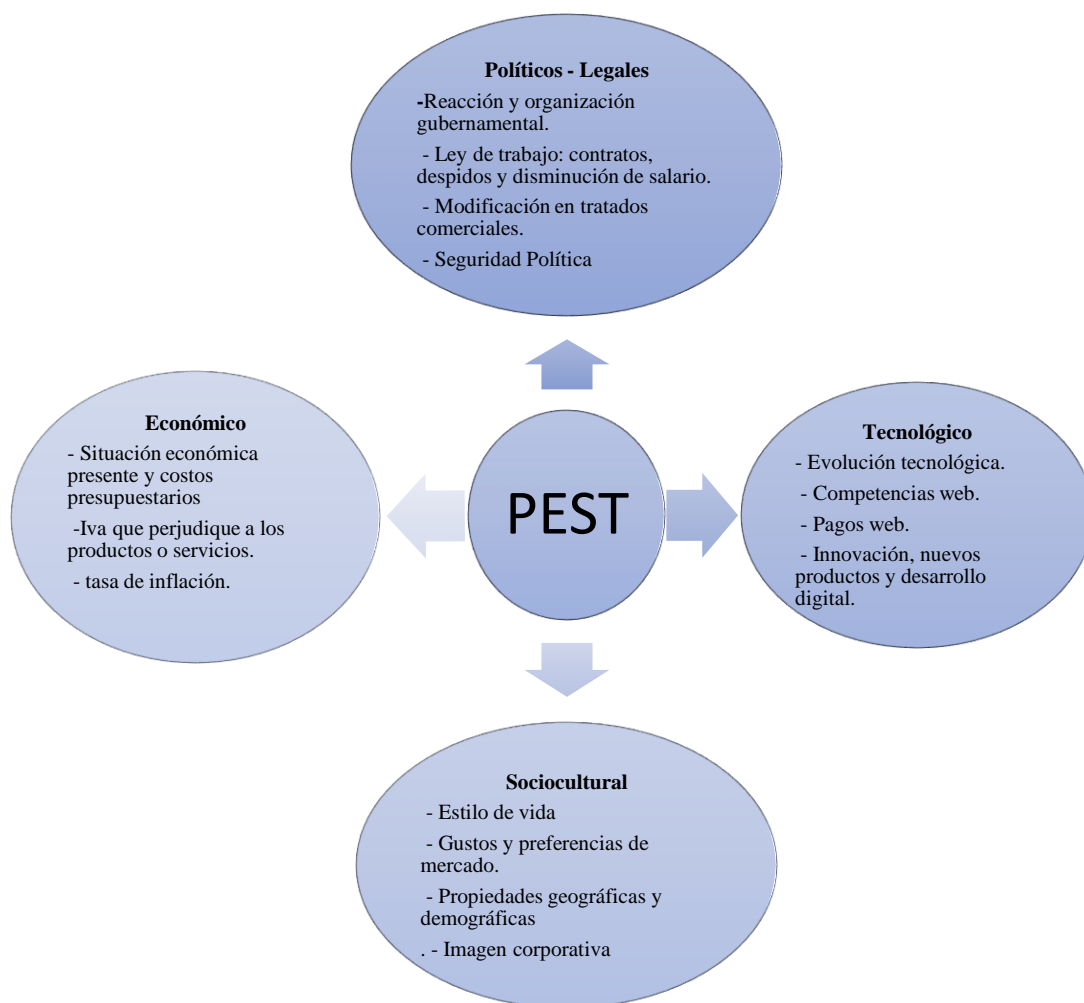 Políticos - Legales
-Reacción y organización
gubernamental.
- Ley de trabajo: contratos,
despidos y disminución de salario.
- Modificación en tratados
comerciales.
- Seguridad Política
Económico
- Situación económica
presente y costos
presupuestarios
-Iva que perjudique a los
productos o servicios.
- tasa de inflación.
PEST
Tecnológico
- Evolución tecnológica.
- Competencias web.
- Pagos web.
- Innovación, nuevos
productos y desarrollo
digital.
Sociocultural
- Estilo de vida
- Gustos y preferencias de
mercado.
- Propiedades geográficas y
demográficas
. - Imagen corporativa